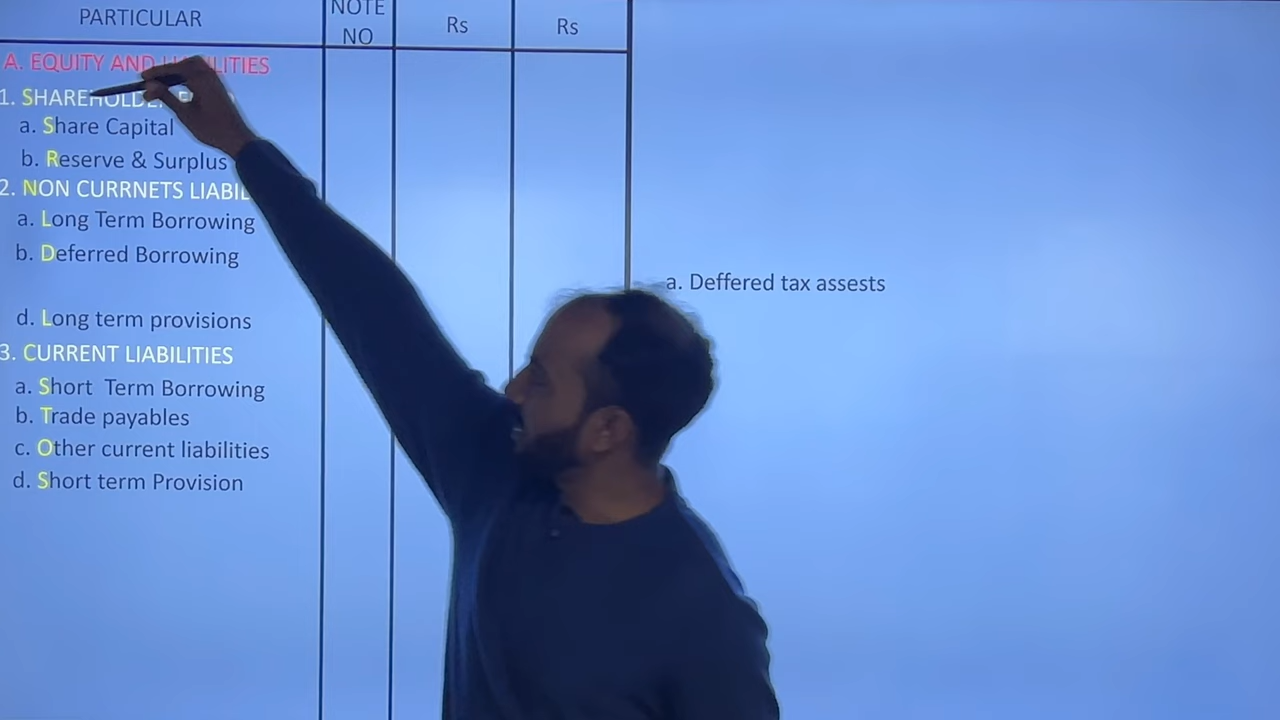 PARTICULAR
NOTE
NO
Rs
Rs
A. EQUITY AND LIABILITIES
1. SHAREHOLDER
a. Share Capital
b. Reserve & Surplus
2. NON CURRNETS LIABIL
a. Long Term Borrowing
b. Deferred Borrowing
a. Deffered tax assests
d. Long term provisions
3. CURRENT LIABILITIES
a. Short Term Borrowing
b. Trade payables
c. Other current liabilities
d. Short term Provision